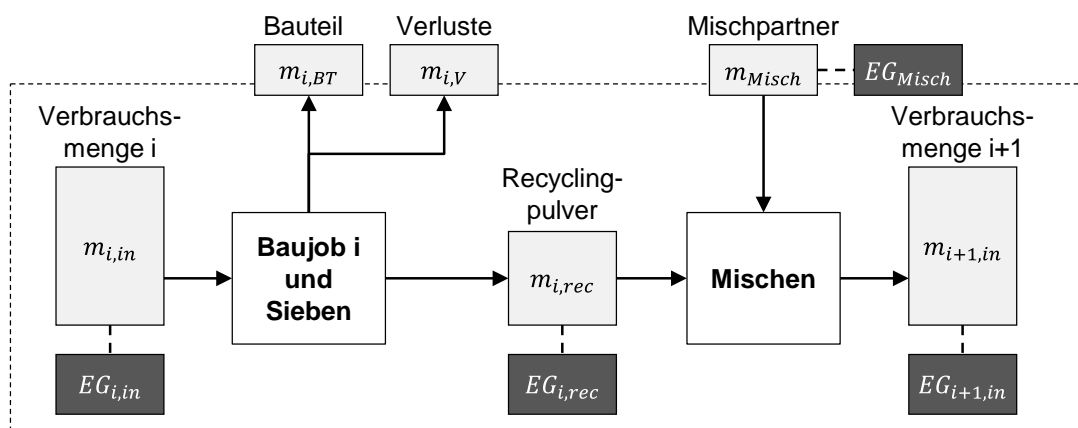 Bauteil
Verluste
Mischpartner
m_{i,BT}
m_{i,V}
m_{Misch}
EG_{Misch}
Verbrauchs-
menge i
Verbrauchs-
menge i+1
Recycling-
pulver
m_{i,in}
Baujob i
und
Sieben
m_{i,rec}
Mischen
m_{i+1,in}
EG_{i,in}
EG_{i,rec}
EG_{i+1,in}